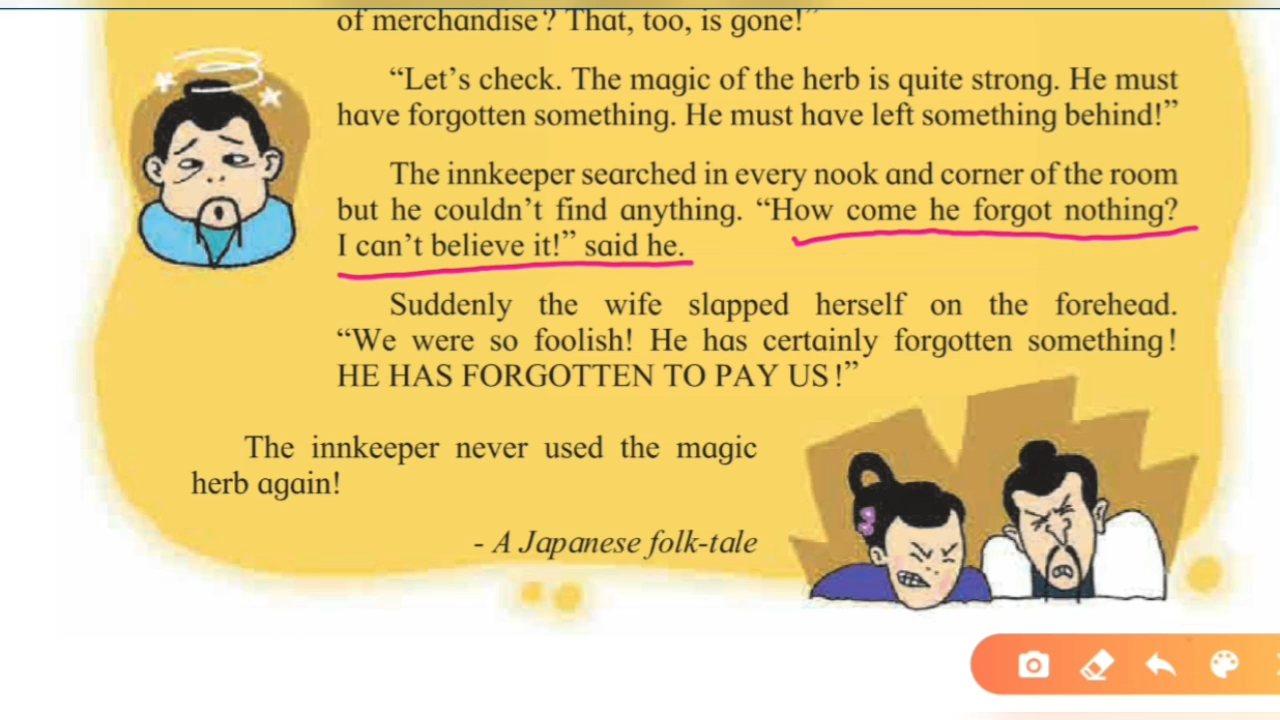 of merchandise? That, too, is gone!”
“Let’s check. The magic of the herb is quite strong. He must
have forgotten something. He must have left something behind!”
The innkeeper searched in every nook and corner of the room
but he couldn’t find anything. “How come he forgot nothing?
I can’t believe it!” said he.
Suddenly the wife slapped herself on the forehead.
“We were so foolish! He has certainly forgotten something!
HE HAS FORGOTTEN TO PAY US!”
The innkeeper never used the magic
herb again!
- A Japanese folk-tale